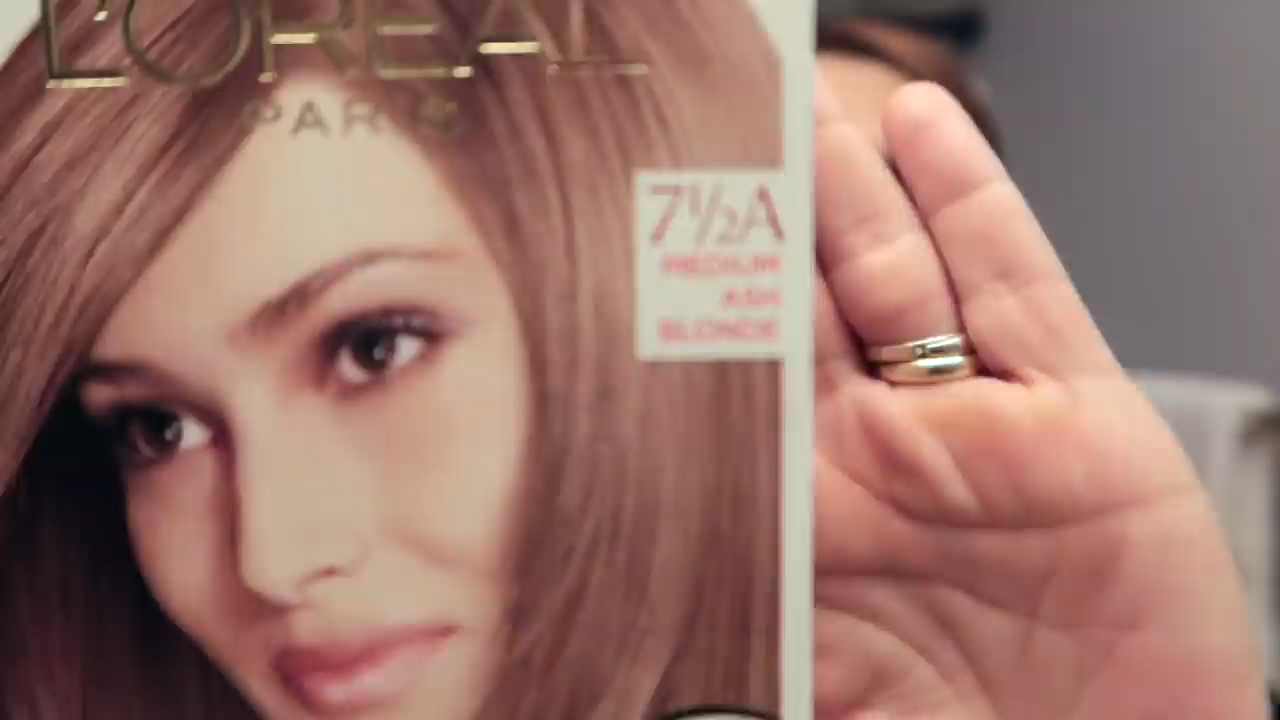 L'ORÉAL
PARIS
7½A
MEDIUM
ASH
BLONDE